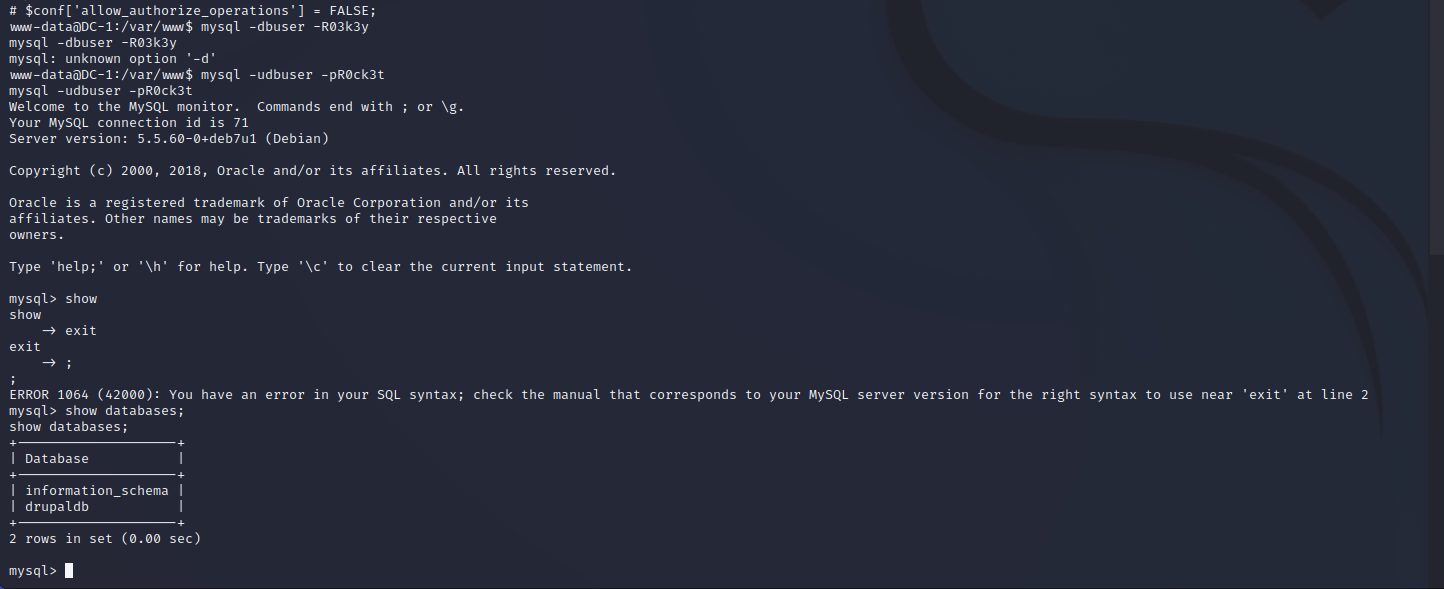 # $conf['allow_authorize_operations'] = FALSE;
www-data@DC-1:/var/www$ mysql -dbuser -R03k3y
mysql -dbuser -R03k3y
mysql: unknown option '-d'
www-data@DC-1:/var/www$ mysql -udbuser -pR0ck3t
mysql -udbuser -pR0ck3t
Welcome to the MySQL monitor.  Commands end with ; or \g.
Your MySQL connection id is 71
Server version: 5.5.60-0+deb7u1 (Debian)

Copyright (c) 2000, 2018, Oracle and/or its affiliates. All rights reserved.

Oracle is a registered trademark of Oracle Corporation and/or its
affiliates. Other names may be trademarks of their respective
owners.

Type 'help;' or '\h' for help. Type '\c' to clear the current input statement.

mysql> show
show
    -> exit
exit
    -> ;
;
ERROR 1064 (42000): You have an error in your SQL syntax; check the manual that corresponds to your MySQL server version for the right syntax to use near 'exit' at line 2
mysql> show databases;
show databases;
+--------------------+
| Database           |
+--------------------+
| information_schema |
| drupaldb           |
+--------------------+
2 rows in set (0.00 sec)

mysql>